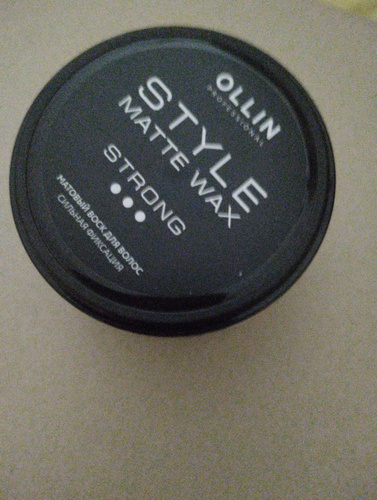 OLLIN
PROFESSIONAL
STYLE
MATTE WAX
STRONG
МАТОВЫЙ ВОСК ДЛЯ ВОЛОС
СИЛЬНАЯ ФИКСАЦИЯ